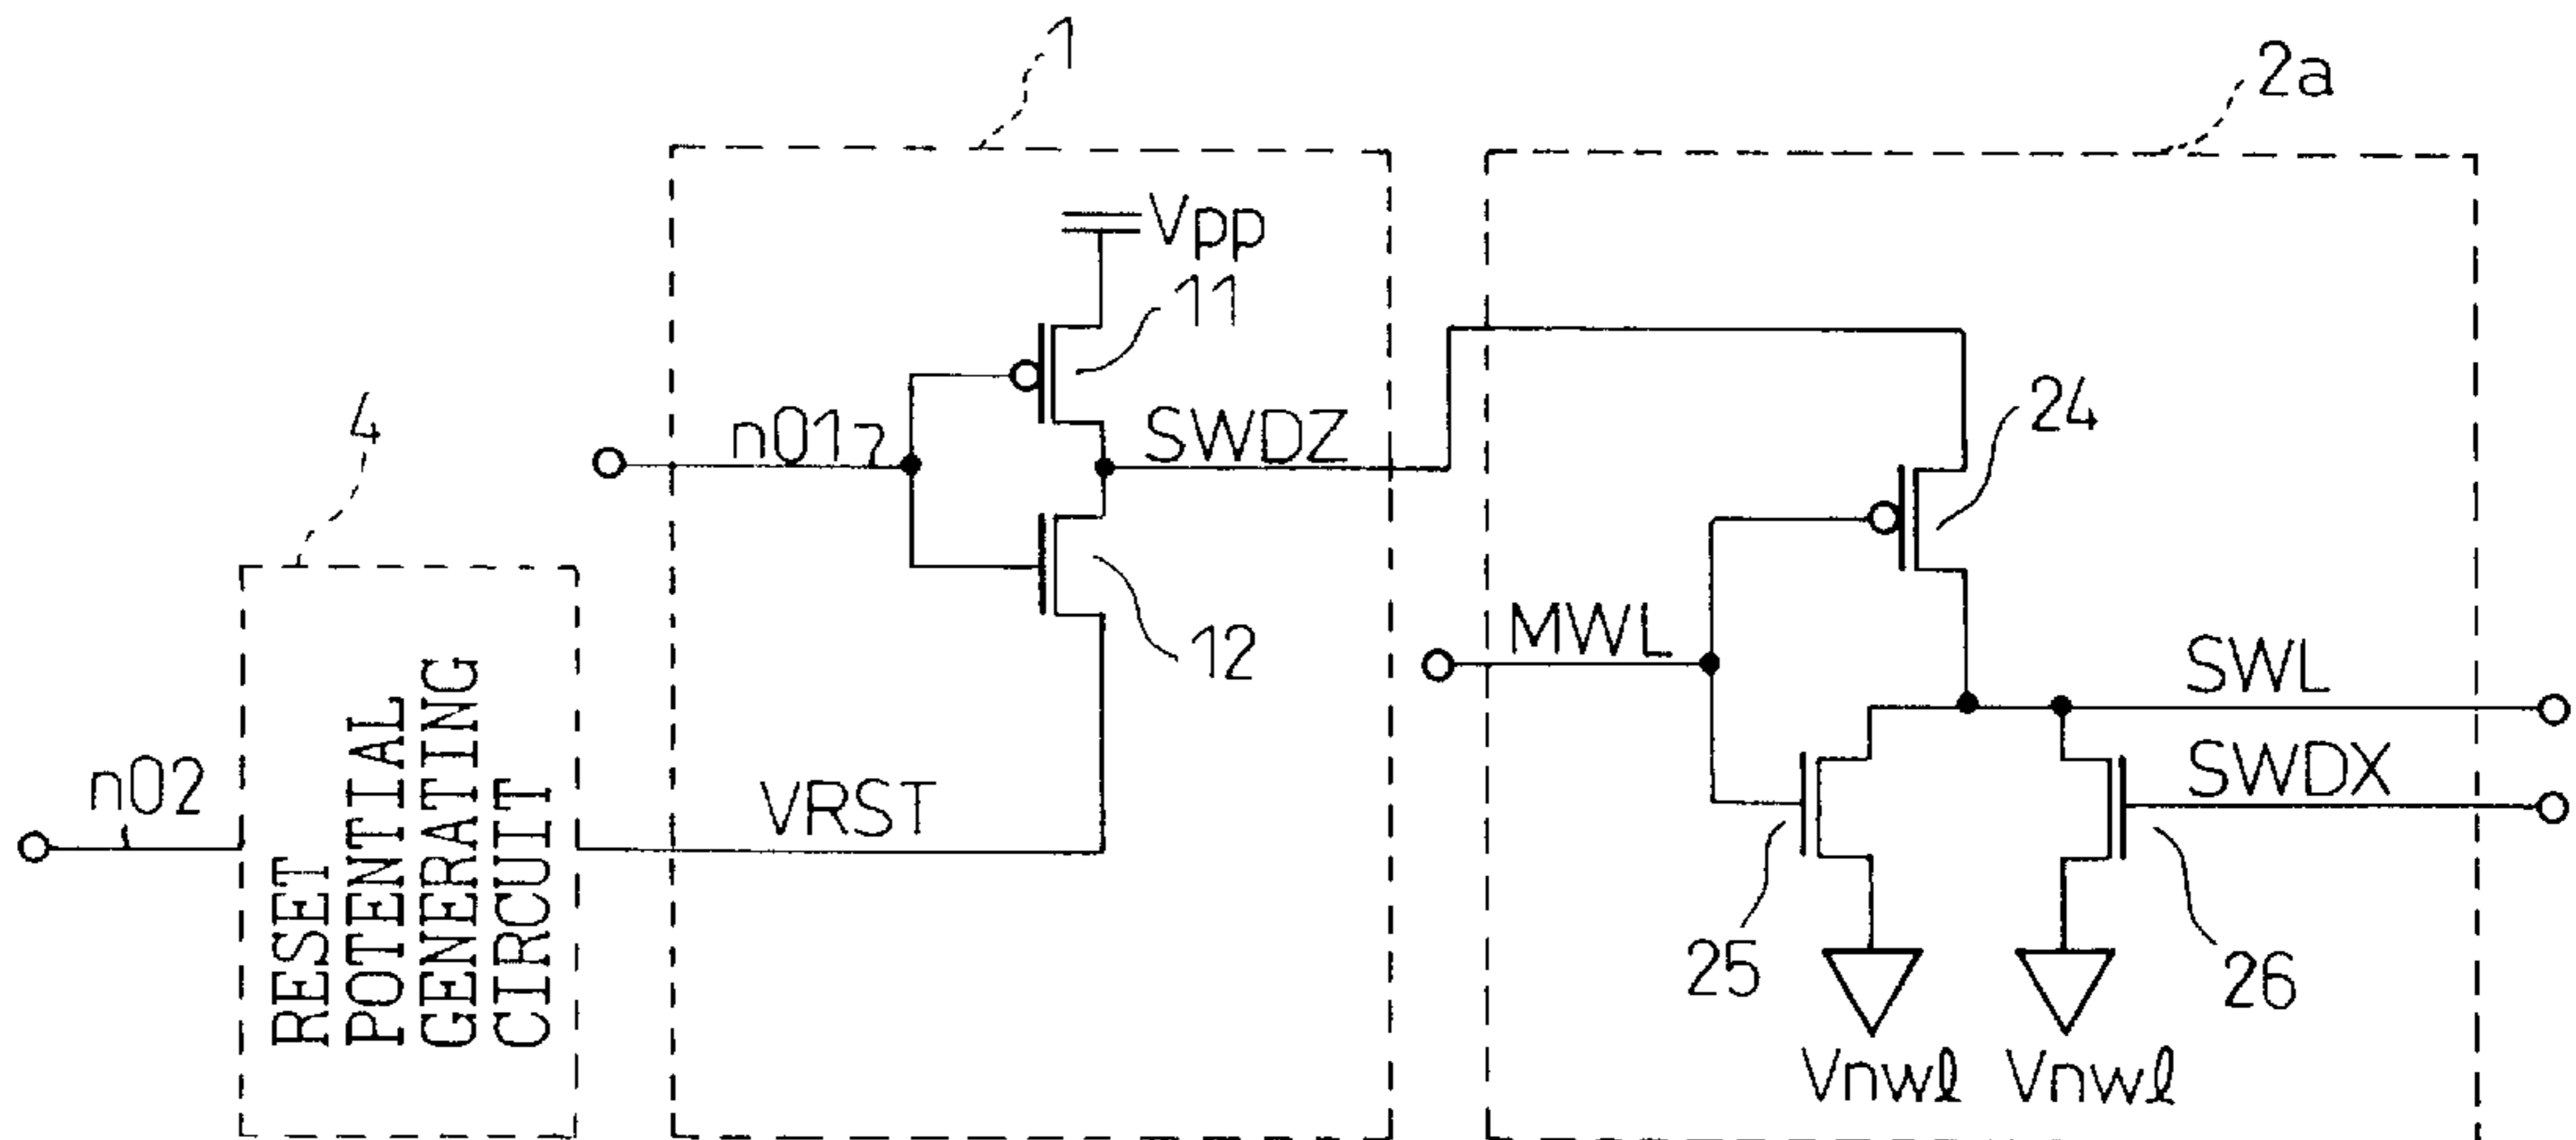 1
2a
Vpp
11
n01
SWDZ
24
4
12
MWL
SWL
SWDX
n02
RESET
POTENTIAL
GENERATING
CIRCUIT
VRST
25
26
Vnwl
Vnwl